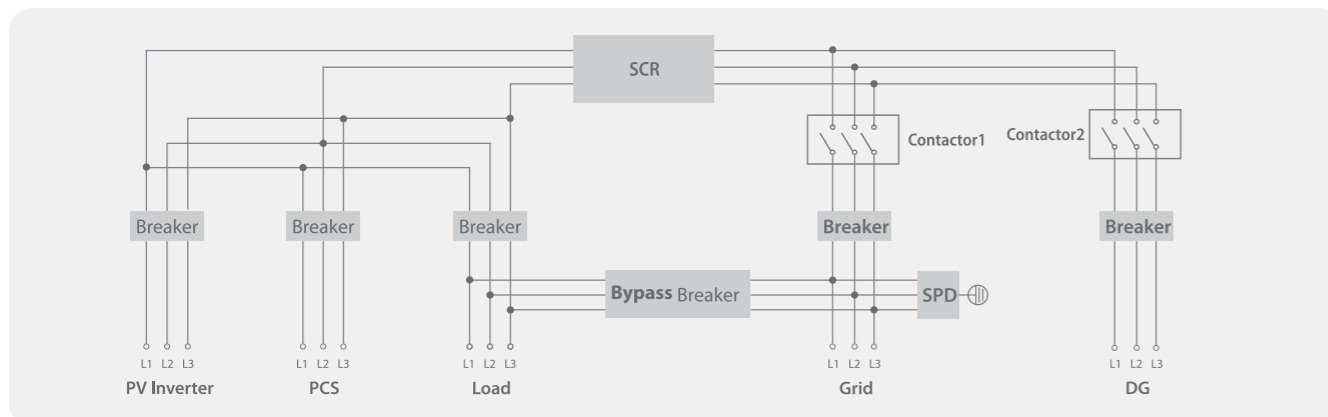 SCR
Contactor1
Contactor2
Breaker
Breaker
Breaker
Breaker
Breaker
Bypass Breaker
SPD
L1 L2 L3
L1 L2 L3
L1 L2 L3
L1 L2 L3
L1 L2 L3
PV Inverter
PCS
Load
Grid
DG